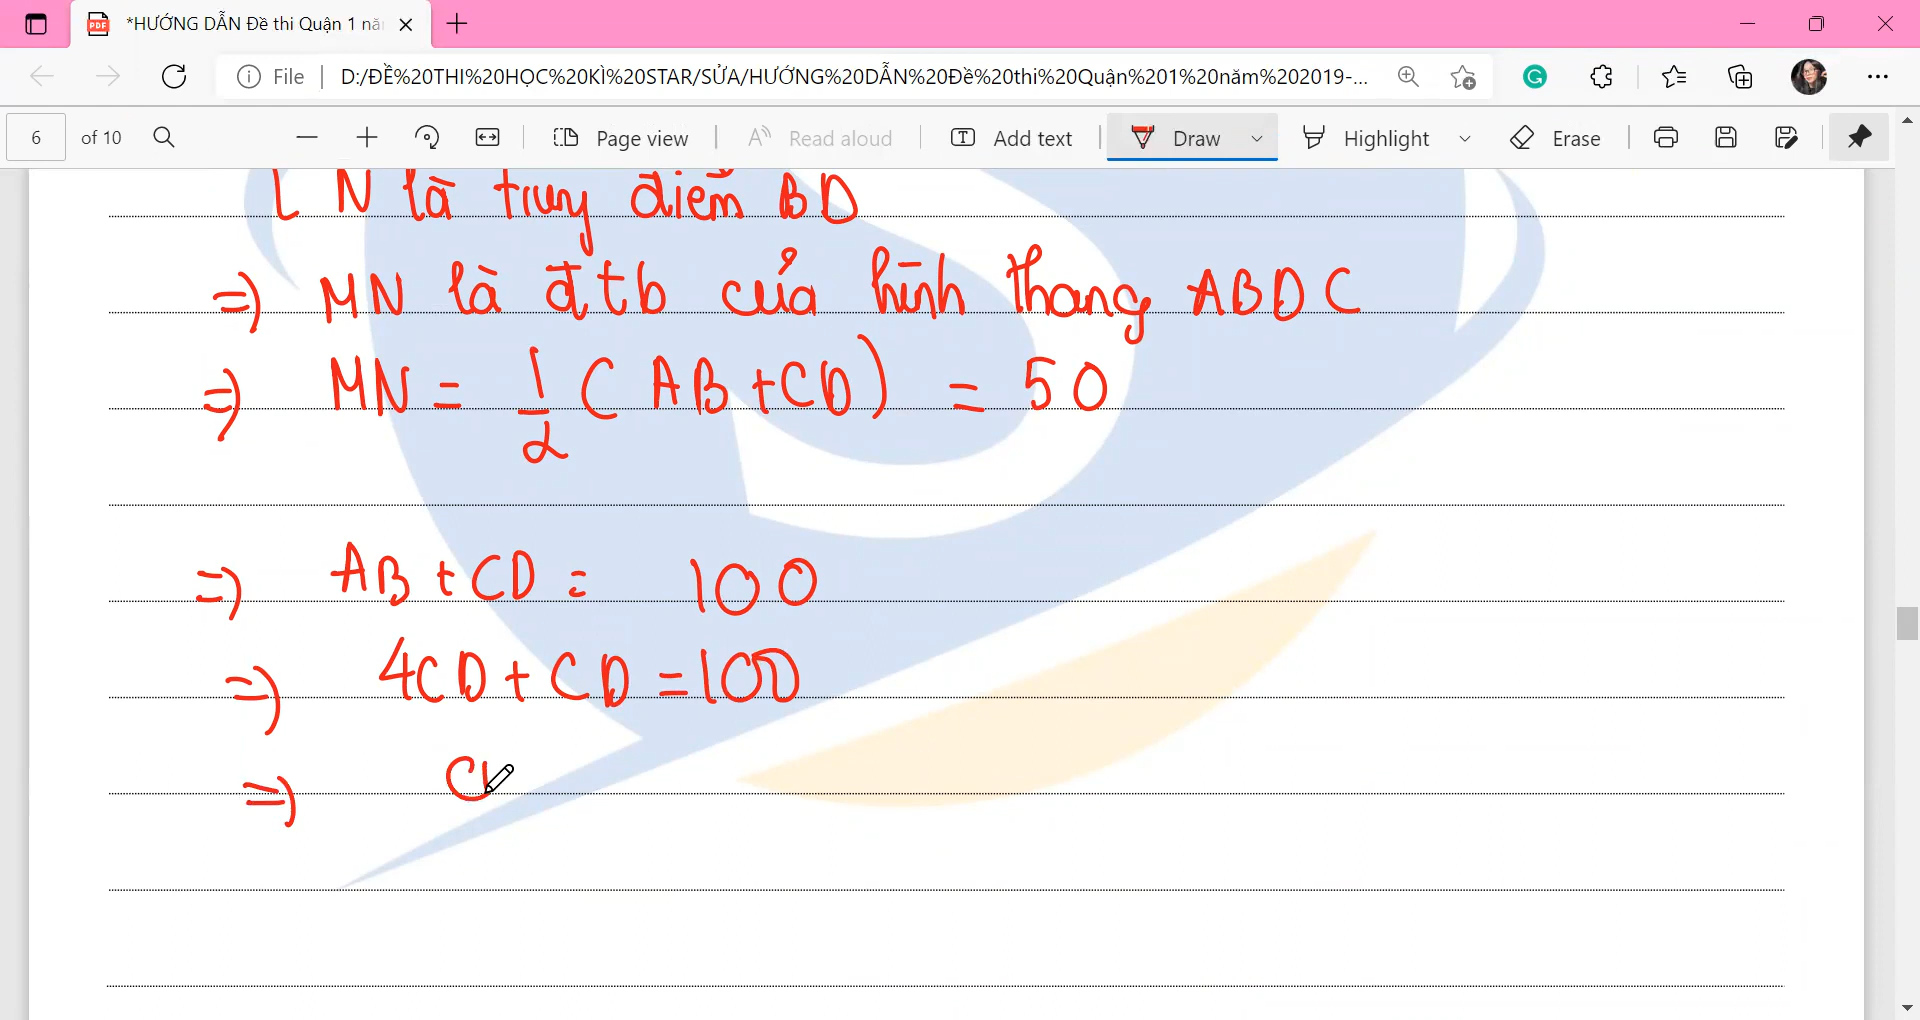 *HƯỚNG DẪN Đề thi Quận 1 nă
File
D:/ĐỀ%20THI%20HỌC%20KÌ%20STAR/SỬA/HƯỚNG%20DẪN%20Đề%20thi%20Quận%201%20năm%202019-...
6 of 10 Page view Read aloud Add text Draw Highlight Erase
N là trung điểm BD
=> MN là đtb của hình thang ABDC
=> MN = 1/2 (AB+CD) = 50
=> AB + CD = 100
=> 4CD + CD = 100
=> C